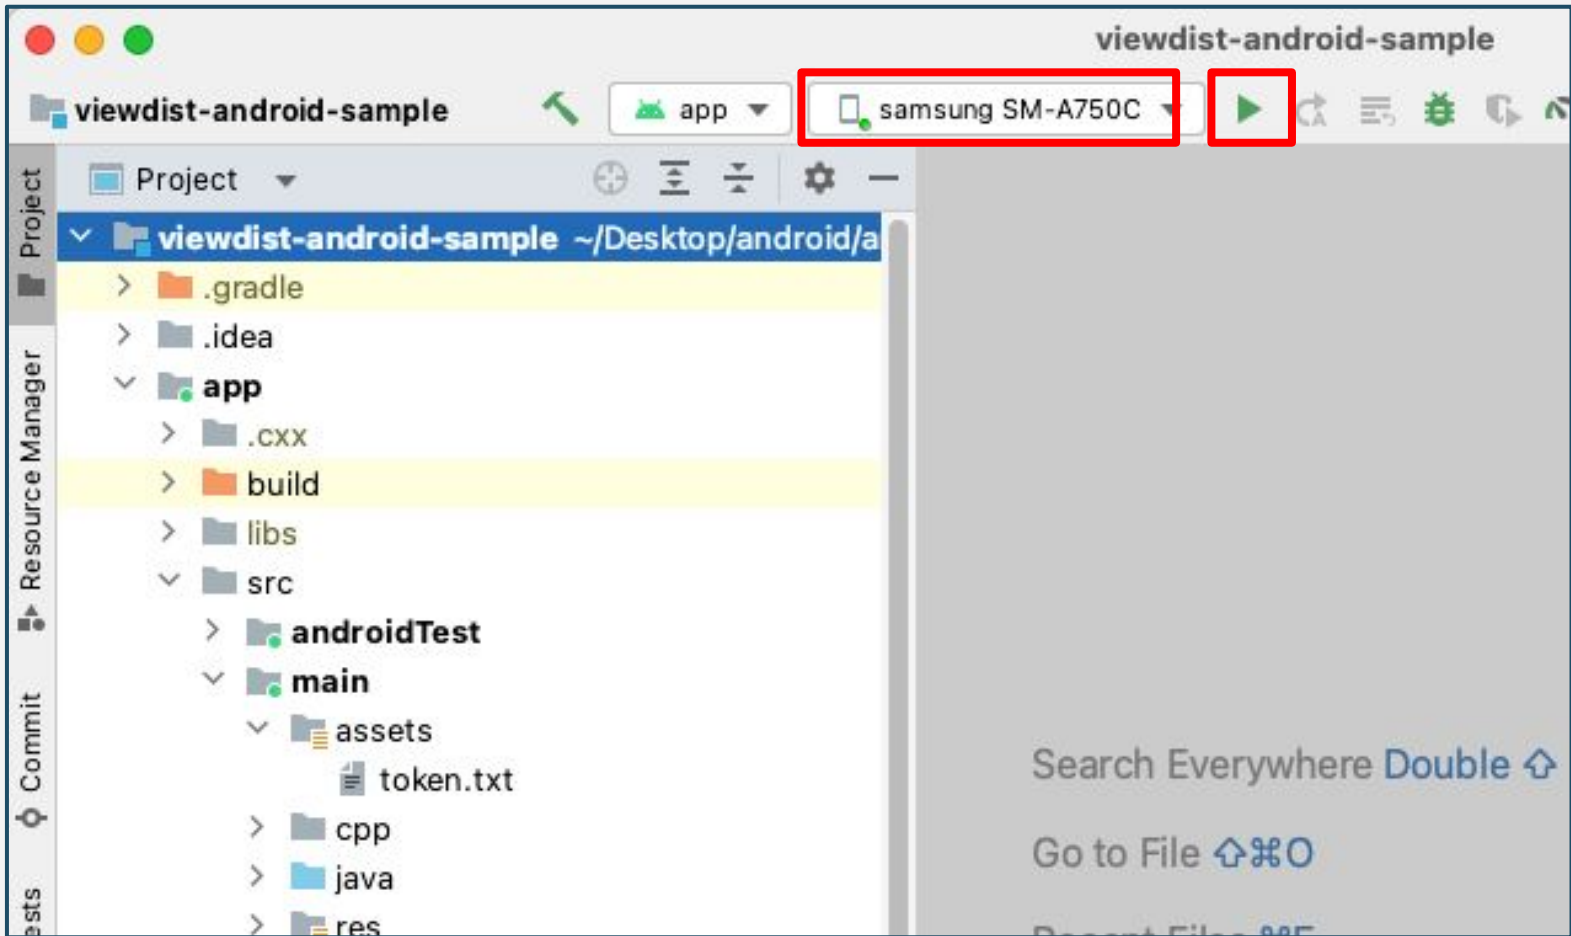 viewdist-android-sample
viewdist-android-sample
app
samsung SM-A750C
Project
Project
viewdist-android-sample ~/Desktop/android/a
.gradle
.idea
app
.cxx
build
libs
src
androidTest
main
assets
token.txt
cpp
java
res
Resource Manager
Commit
Search Everywhere Double ⇧
Go to File ⇧⌘O
Recent Files ⌘E